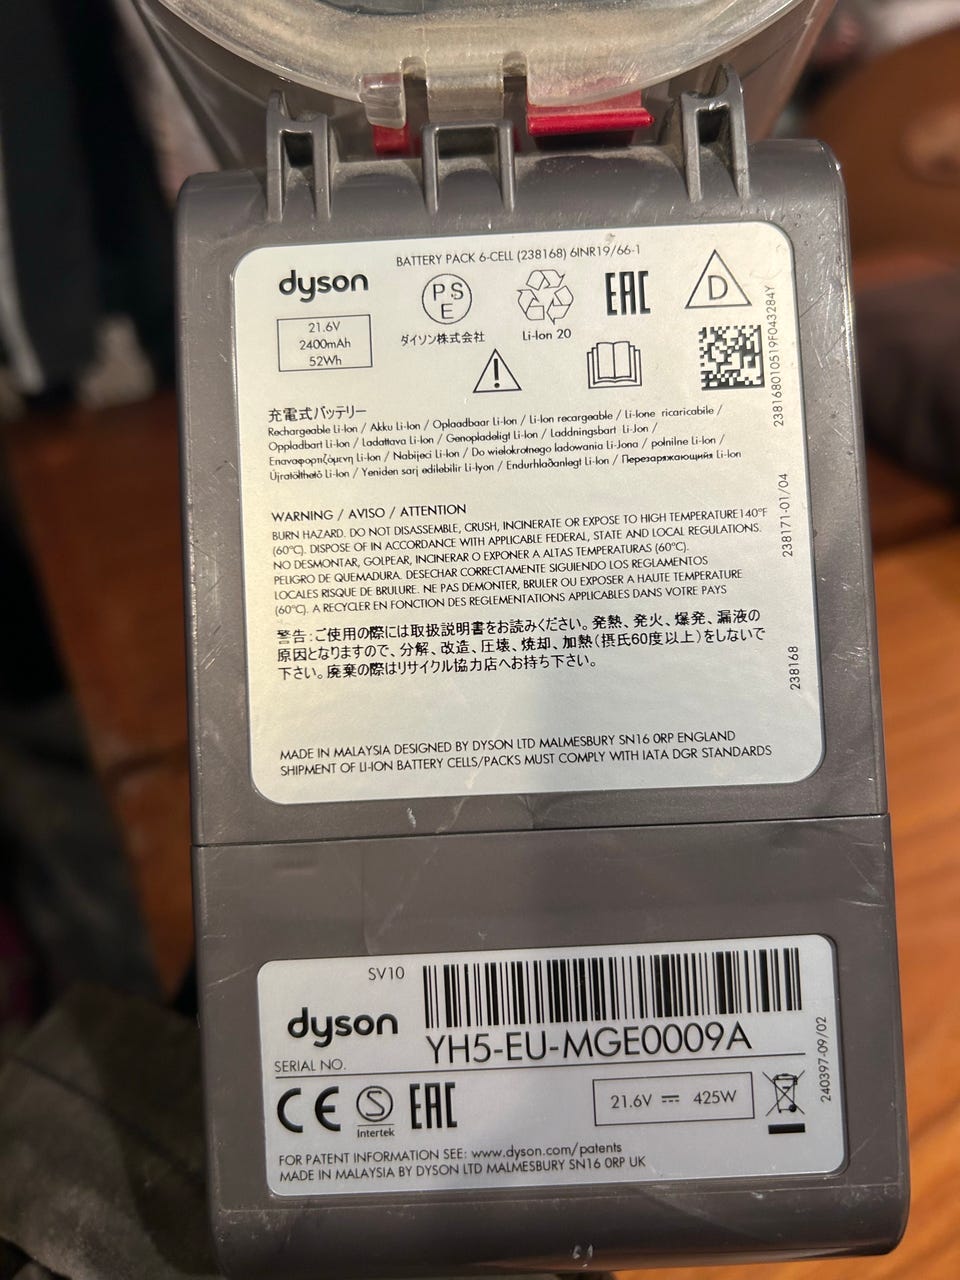 BATTERY PACK 6-CELL (238168) 6INR19/66-1
dyson
PSE
EAC
D
21.6V
2400mAh
52Wh
ダイソン株式会社
Li-Ion 20
238168010519F043284Y
充電式バッテリー
Rechargeable Li-Ion / Akku Li-Ion / Oplaadbaar Li-Ion / Li-Ion recargeable / Li-Ione ricaricabile /
Oppladbart Li-Ion / Ladattava Li-Ion / Genopladeligt Li-Ion / Laddningsbart Li-Jon /
Επαναφορτιζόμενη Li-Ion / Nabíjecí Li-Ion / Do wielokrotnego ladowania Li-Jona / polnilne Li-Ion /
Újratölthető Li-Ion / Yeniden sarj edilebilir Li-Iyon / Endurhlaðanlegt Li-Ion / Перезаряжающийся Li-Ion
238171-01/04
WARNING / AVISO / ATTENTION
BURN HAZARD. DO NOT DISASSEMBLE, CRUSH, INCINERATE OR EXPOSE TO HIGH TEMPERATURE140°F
(60°C). DISPOSE OF IN ACCORDANCE WITH APPLICABLE FEDERAL, STATE AND LOCAL REGULATIONS.
NO DESMONTAR, GOLPEAR, INCINERAR O EXPONER A ALTAS TEMPERATURAS (60°C).
PELIGRO DE QUEMADURA. DESECHAR CORRECTAMENTE SIGUIENDO LOS REGLAMENTOS
LOCALES RISQUE DE BRULURE. NE PAS DEMONTER, BRULER OU EXPOSER A HAUTE TEMPERATURE
(60°C). A RECYCLER EN FONCTION DES REGLEMENTATIONS APPLICABLES DANS VOTRE PAYS
警告:ご使用の際には取扱説明書をお読みください。発熱、発火、爆発、漏液の
原因となりますので、分解、改造、圧壊、焼却、加熱(摂氏60度以上)をしないで
下さい。廃棄の際はリサイクル協力店へお持ち下さい。
238168
MADE IN MALAYSIA DESIGNED BY DYSON LTD MALMESBURY SN16 0RP ENGLAND
SHIPMENT OF LI-ION BATTERY CELLS/PACKS MUST COMPLY WITH IATA DGR STANDARDS
SV10
dyson
YH5-EU-MGE0009A
SERIAL NO.
CE
S
Intertek
EAC
21.6V ⎓ 425W
240397-09/02
FOR PATENT INFORMATION SEE: www.dyson.com/patents
MADE IN MALAYSIA BY DYSON LTD MALMESBURY SN16 0RP UK